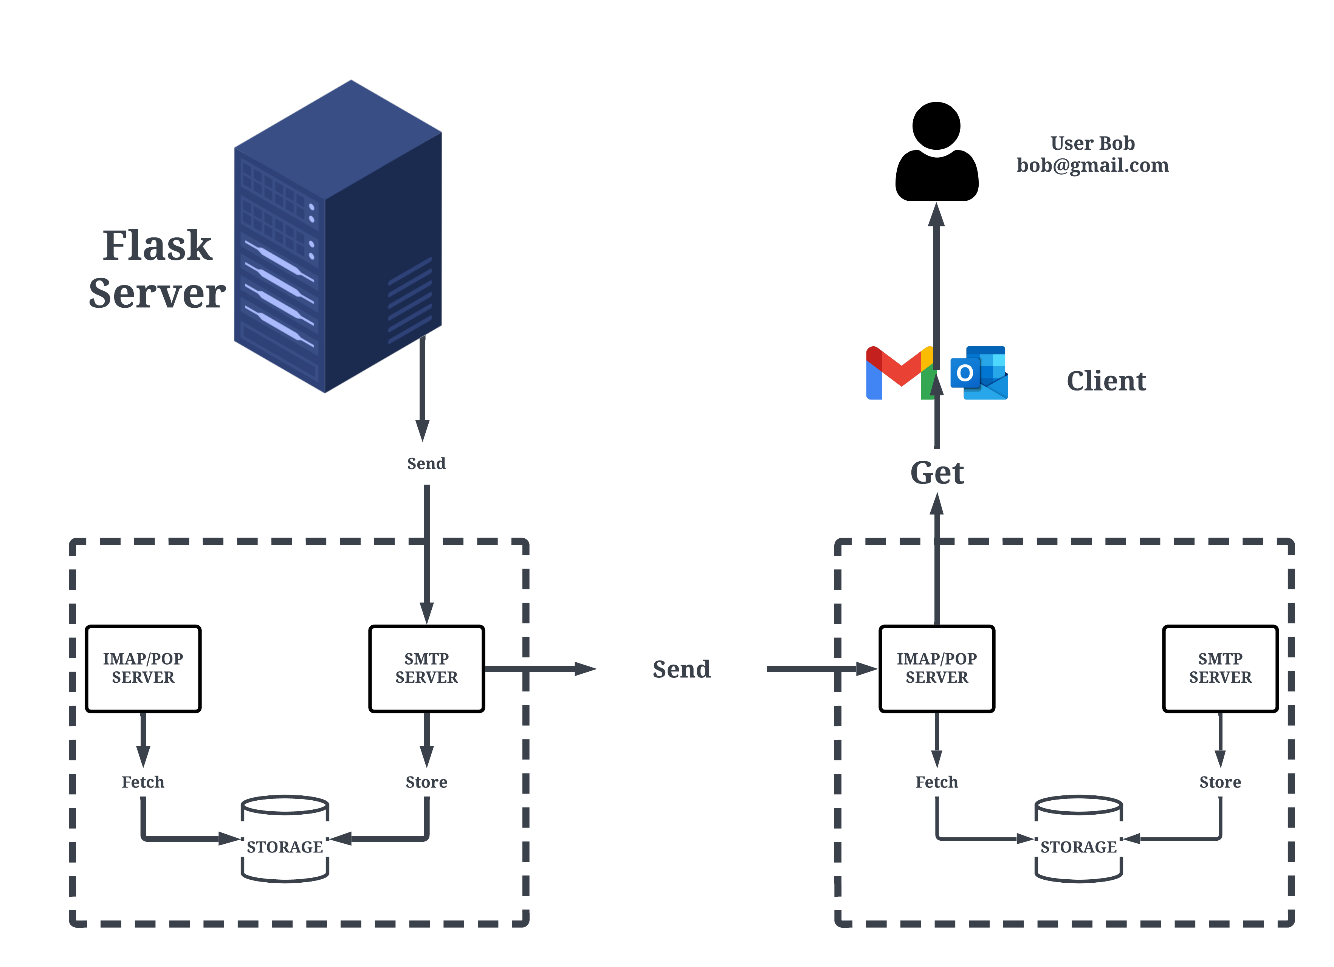 Flask
Server
User Bob
bob@gmail.com
O
Client
Send
Get
IMAP/POP
SERVER
SMTP
SERVER
Send
IMAP/POP
SERVER
SMTP
SERVER
Fetch
Store
Fetch
Store
STORAGE
STORAGE